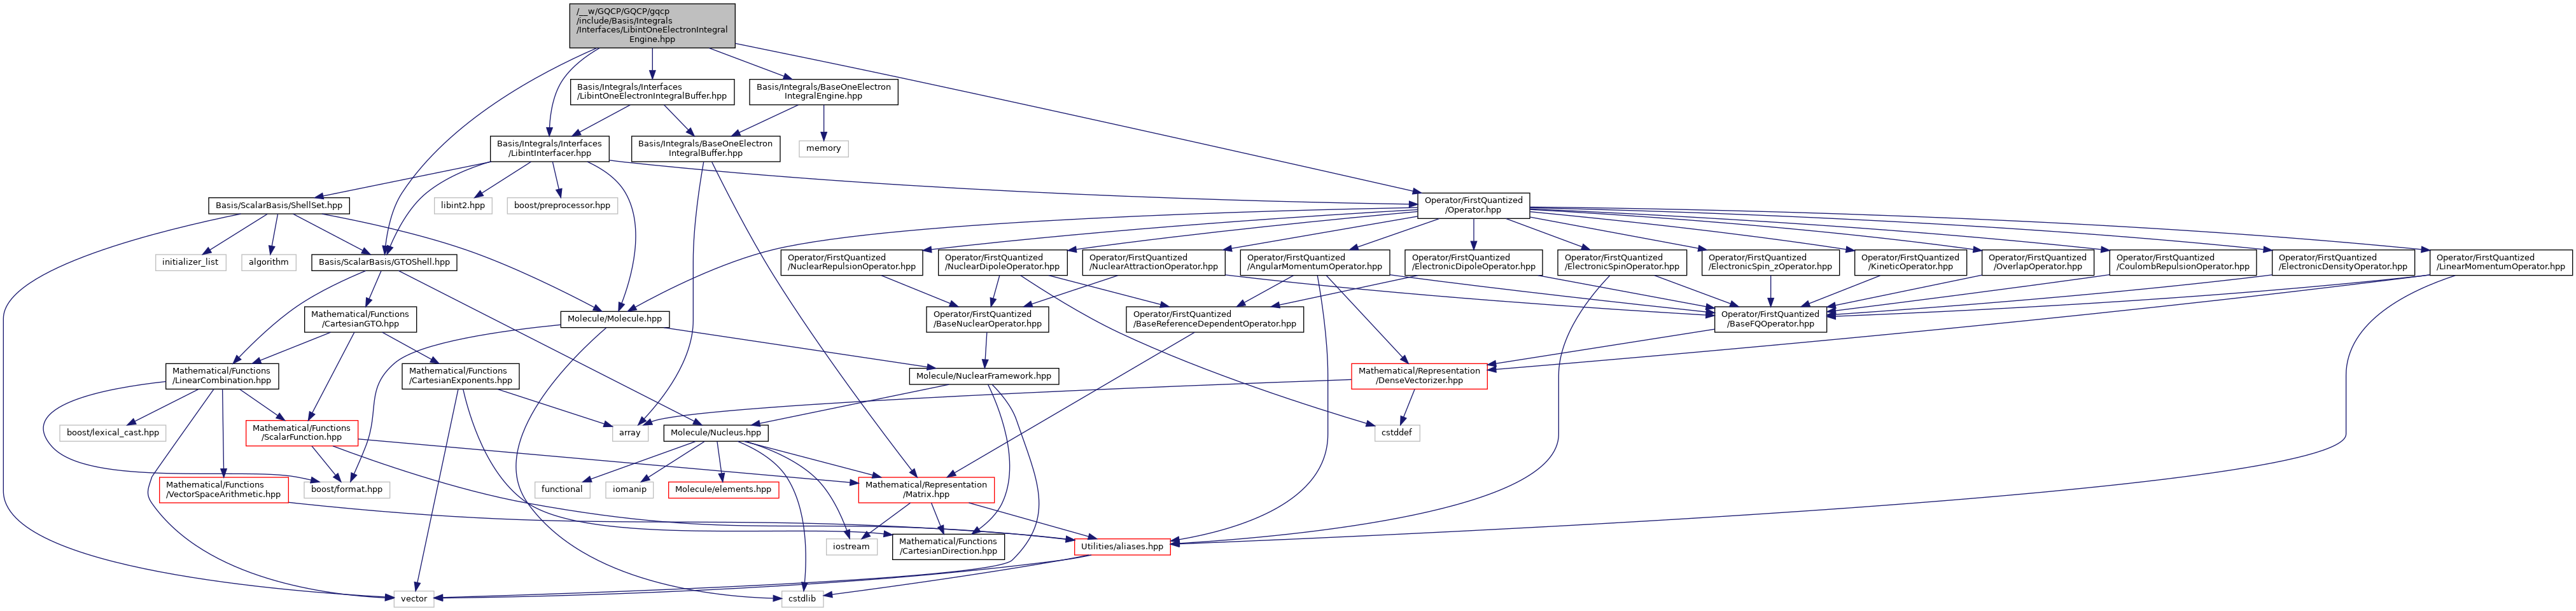 /__w/GQCP/GQCP/gqcp
/include/Basis/Integrals
/Interfaces/LibintOneElectronIntegral
Engine.hpp
Basis/Integrals/Interfaces
/LibintOneElectronIntegralBuffer.hpp
Basis/Integrals/BaseOneElectron
IntegralEngine.hpp
Basis/Integrals/Interfaces
/LibintInterfacer.hpp
Basis/Integrals/BaseOneElectron
IntegralBuffer.hpp
memory
Basis/ScalarBasis/ShellSet.hpp
libint2.hpp
boost/preprocessor.hpp
Operator/FirstQuantized
/Operator.hpp
initializer_list
algorithm
Basis/ScalarBasis/GTOShell.hpp
Operator/FirstQuantized
/NuclearRepulsionOperator.hpp
Operator/FirstQuantized
/NuclearDipoleOperator.hpp
Operator/FirstQuantized
/NuclearAttractionOperator.hpp
Operator/FirstQuantized
/AngularMomentumOperator.hpp
Operator/FirstQuantized
/ElectronicDipoleOperator.hpp
Operator/FirstQuantized
/ElectronicSpinOperator.hpp
Operator/FirstQuantized
/ElectronicSpin_zOperator.hpp
Operator/FirstQuantized
/KineticOperator.hpp
Operator/FirstQuantized
/OverlapOperator.hpp
Operator/FirstQuantized
/CoulombRepulsionOperator.hpp
Operator/FirstQuantized
/ElectronicDensityOperator.hpp
Operator/FirstQuantized
/LinearMomentumOperator.hpp
Mathematical/Functions
/CartesianGTO.hpp
Molecule/Molecule.hpp
Operator/FirstQuantized
/BaseNuclearOperator.hpp
Operator/FirstQuantized
/BaseReferenceDependentOperator.hpp
Operator/FirstQuantized
/BaseFQOperator.hpp
Mathematical/Functions
/LinearCombination.hpp
Mathematical/Functions
/CartesianExponents.hpp
Molecule/NuclearFramework.hpp
Mathematical/Representation
/DenseVectorizer.hpp
boost/lexical_cast.hpp
Mathematical/Functions
/ScalarFunction.hpp
array
Molecule/Nucleus.hpp
cstddef
Mathematical/Functions
/VectorSpaceArithmetic.hpp
boost/format.hpp
functional
iomanip
Molecule/elements.hpp
Mathematical/Representation
/Matrix.hpp
iostream
Mathematical/Functions
/CartesianDirection.hpp
Utilities/aliases.hpp
vector
cstdlib